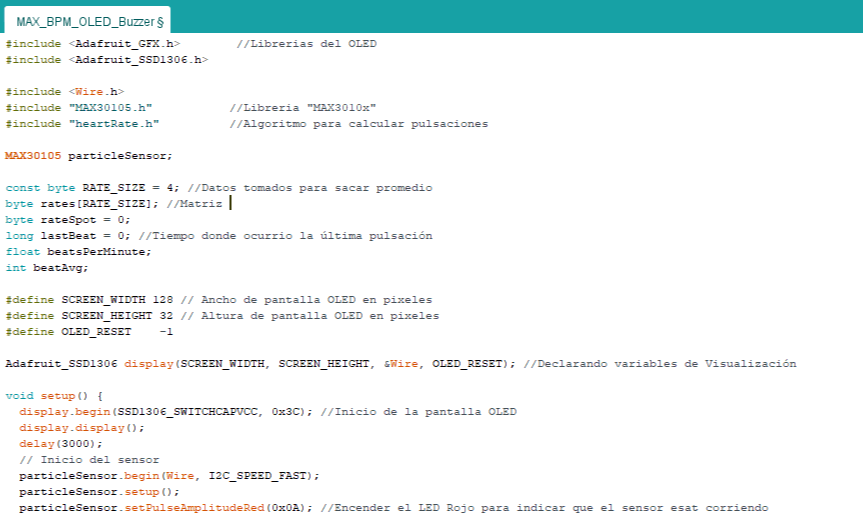 MAX_BPM_OLED_Buzzer §
#include <Adafruit_GFX.h>        //Librerias del OLED
#include <Adafruit_SSD1306.h>
#include <Wire.h>
#include "MAX30105.h"           //Libreria "MAX3010x"
#include "heartRate.h"          //Algoritmo para calcular pulsaciones
MAX30105 particleSensor;
const byte RATE_SIZE = 4; //Datos tomados para sacar promedio
byte rates[RATE_SIZE]; //Matriz
byte rateSpot = 0;
long lastBeat = 0; //Tiempo donde ocurrio la última pulsación
float beatsPerMinute;
int beatAvg;
#define SCREEN_WIDTH 128 // Ancho de pantalla OLED en pixeles
#define SCREEN_HEIGHT 32 // Altura de pantalla OLED en pixeles
#define OLED_RESET    -1
Adafruit_SSD1306 display(SCREEN_WIDTH, SCREEN_HEIGHT, &Wire, OLED_RESET); //Declarando variables de Visualización
void setup() {
  display.begin(SSD1306_SWITCHCAPVCC, 0x3C); //Inicio de la pantalla OLED
  display.display();
  delay(3000);
  // Inicio del sensor
  particleSensor.begin(Wire, I2C_SPEED_FAST);
  particleSensor.setup();
  particleSensor.setPulseAmplitudeRed(0x0A); //Encender el LED Rojo para indicar que el sensor esat corriendo